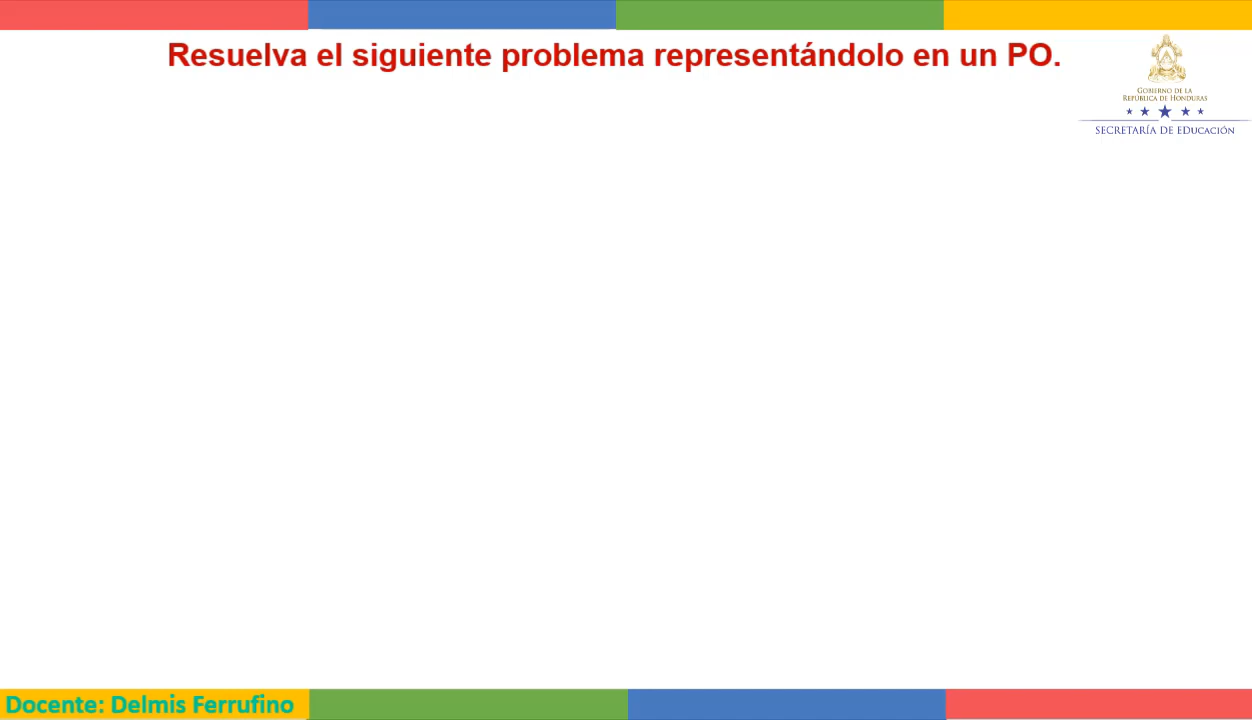 Resuelva el siguiente problema representándolo en un PO.
GOBIERNO DE LA
REPÚBLICA DE HONDURAS
SECRETARÍA DE EDUCACIÓN
Docente: Delmis Ferrufino